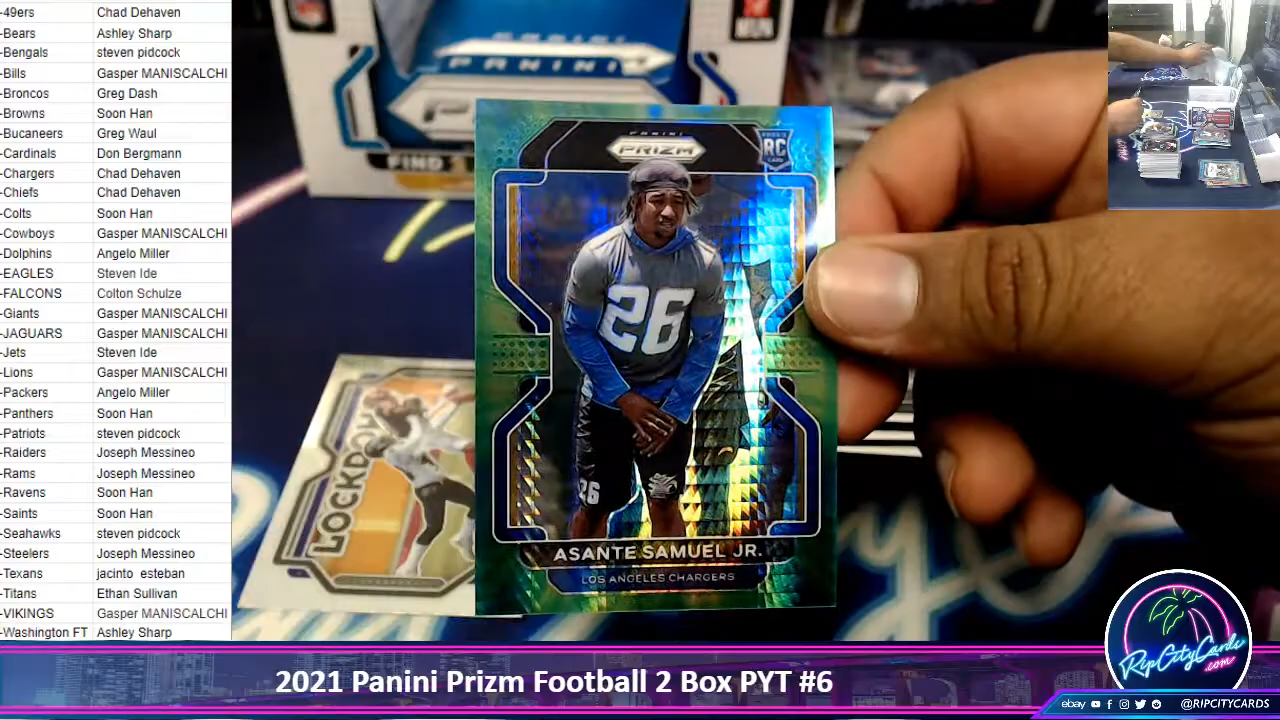 -49ers Chad Dehaven
-Bears Ashley Sharp
-Bengals steven pidcock
-Bills Gasper MANISCALCHI
-Broncos Greg Dash
-Browns Soon Han
-Bucaneers Greg Waul
-Cardinals Don Bergmann
-Chargers Chad Dehaven
-Chiefs Chad Dehaven
-Colts Soon Han
-Cowboys Gasper MANISCALCHI
-Dolphins Angelo Miller
-EAGLES Steven Ide
-FALCONS Colton Schulze
-Giants Gasper MANISCALCHI
-JAGUARS Gasper MANISCALCHI
-Jets Steven Ide
-Lions Gasper MANISCALCHI
-Packers Angelo Miller
-Panthers Soon Han
-Patriots steven pidcock
-Raiders Joseph Messineo
-Rams Joseph Messineo
-Ravens Soon Han
-Saints Soon Han
-Seahawks steven pidcock
-Steelers Joseph Messineo
-Texans jacinto esteban
-Titans Ethan Sullivan
-VIKINGS Gasper MANISCALCHI
-Washington FT Ashley Sharp
PANINI
FIND
PANINI
PRIZM
RC
26
26
ASANTE SAMUEL JR.
LOS ANGELES CHARGERS
LOCKDOW
2021 Panini Prizm Football 2 Box PYT #6
RipCityCards
.com
ebay @RIPCITYCARDS